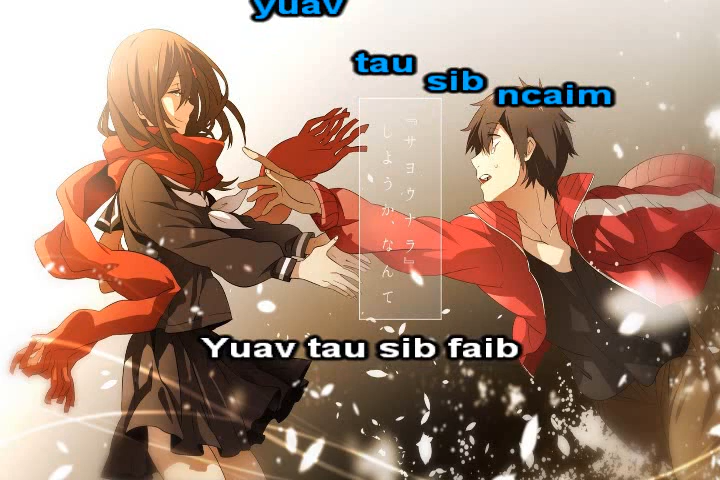 yuav
tau
sib
ncaim
『サヨウナラ』
しようか、なんて
Yuav tau sib faib